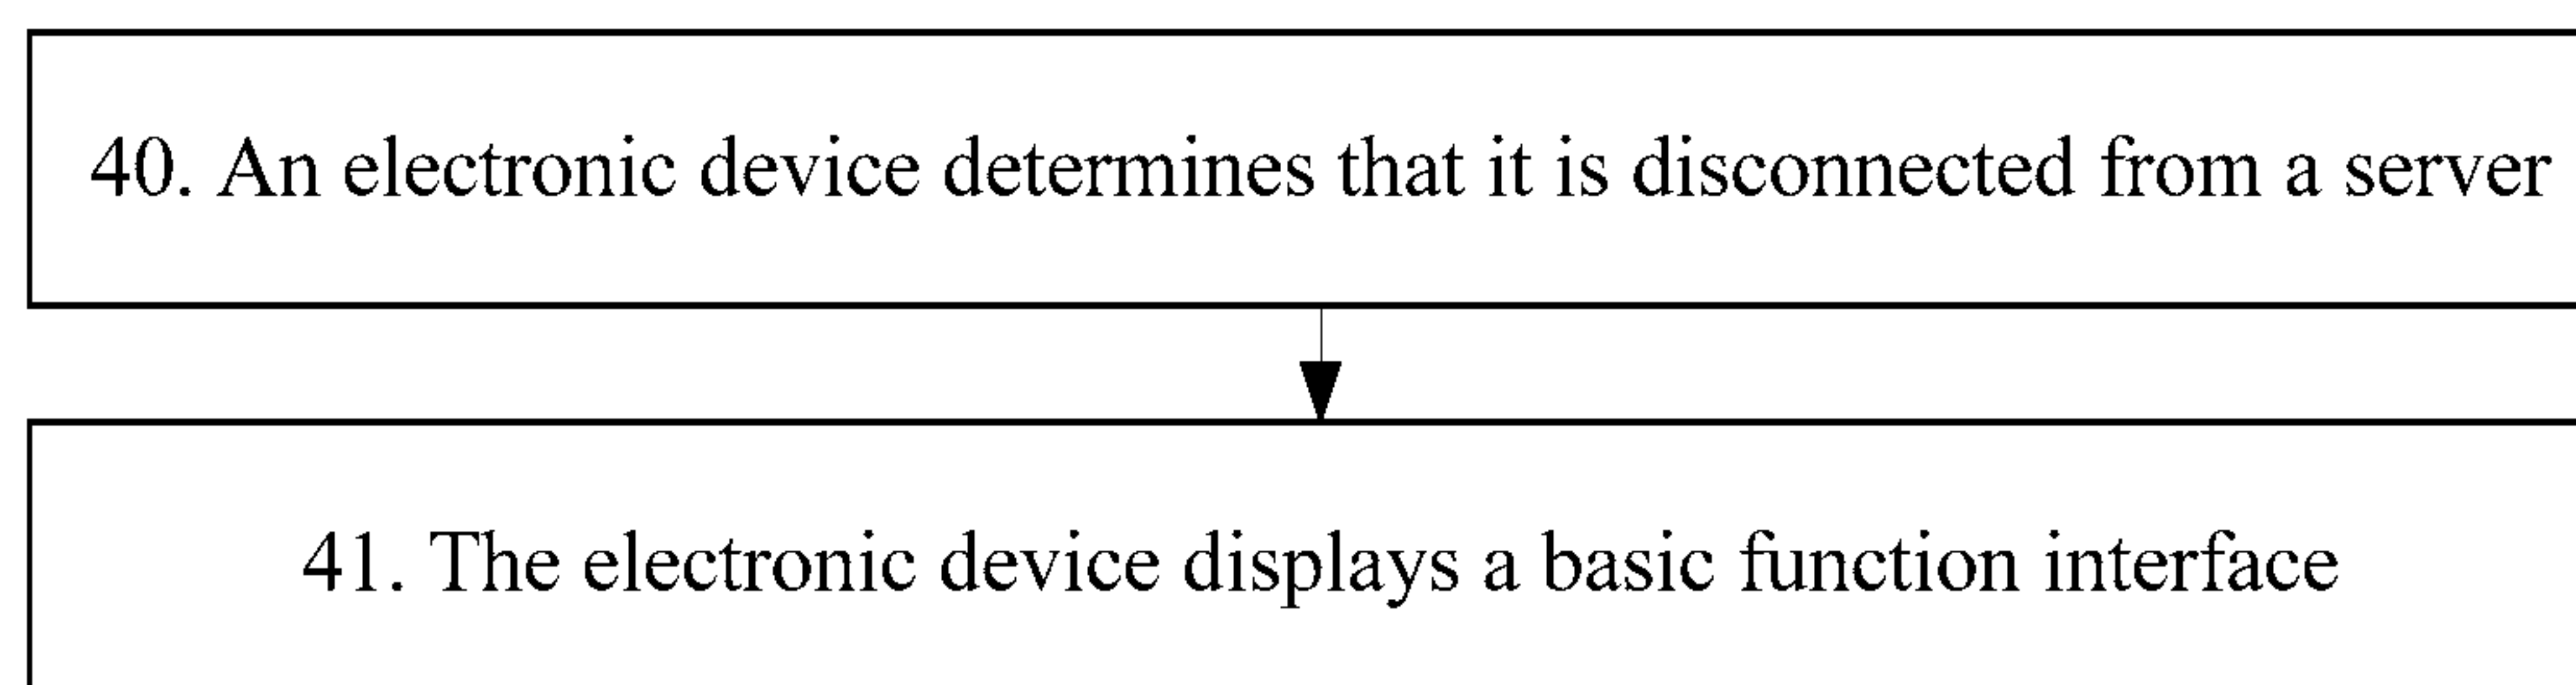 40. An electronic device determines that it is disconnected from a server
41. The electronic device displays a basic function interface